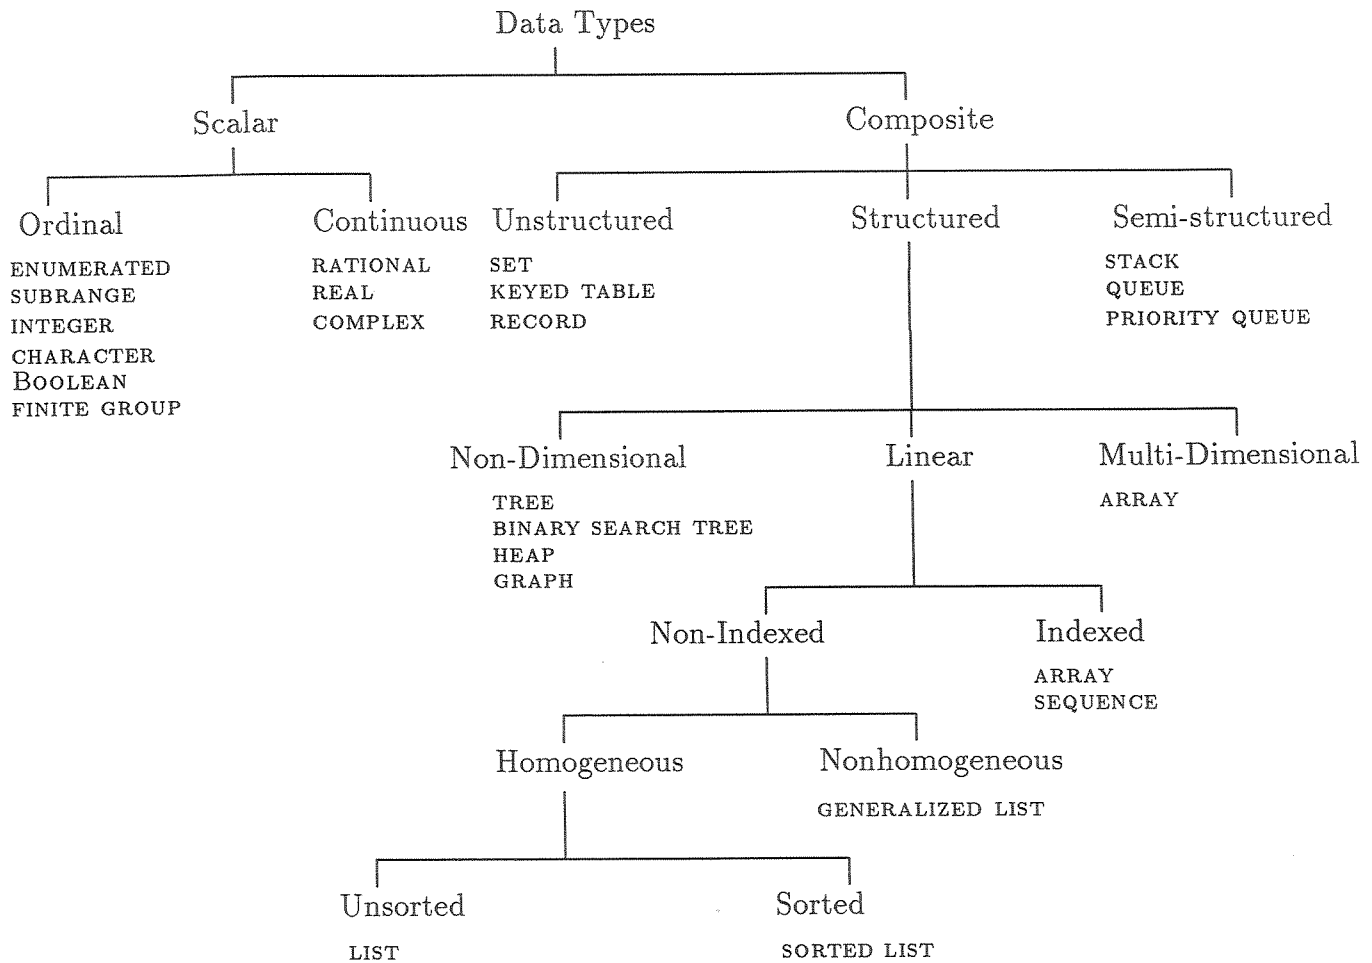 Data Types
Scalar
Composite
Ordinal
ENUMERATED
SUBRANGE
INTEGER
CHARACTER
BOOLEAN
FINITE GROUP
Continuous
RATIONAL
REAL
COMPLEX
Unstructured
SET
KEYED TABLE
RECORD
Structured
Semi-structured
STACK
QUEUE
PRIORITY QUEUE
Non-Dimensional
TREE
BINARY SEARCH TREE
HEAP
GRAPH
Linear
Multi-Dimensional
ARRAY
Non-Indexed
Indexed
ARRAY
SEQUENCE
Homogeneous
Nonhomogeneous
GENERALIZED LIST
Unsorted
LIST
Sorted
SORTED LIST